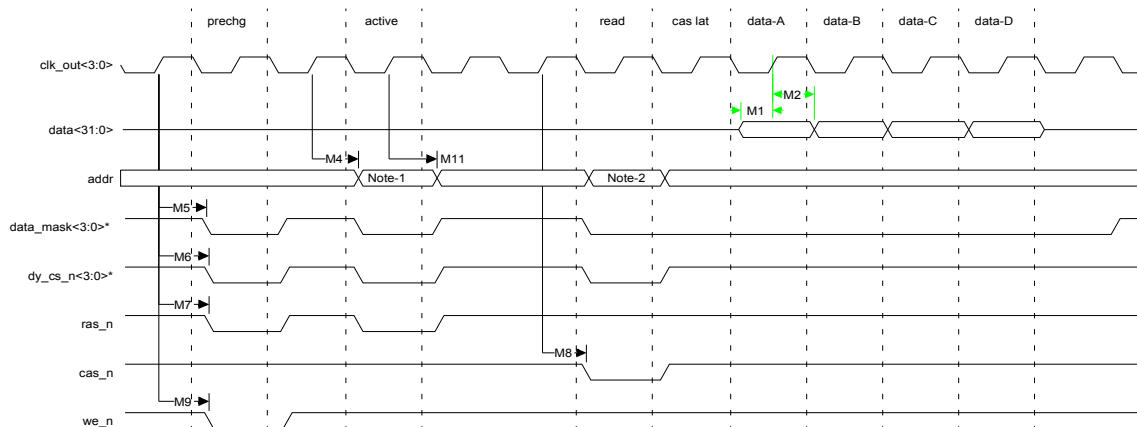 prechg active read cas lat data-A data-B data-C data-D
clk_out<3:0>
M2
M1
data<31:0>
M4 M11
addr Note-1 Note-2
M5
data_mask<3:0>*
M6
dy_cs_n<3:0>*
M7
ras_n
M8
cas_n
M9
we_n